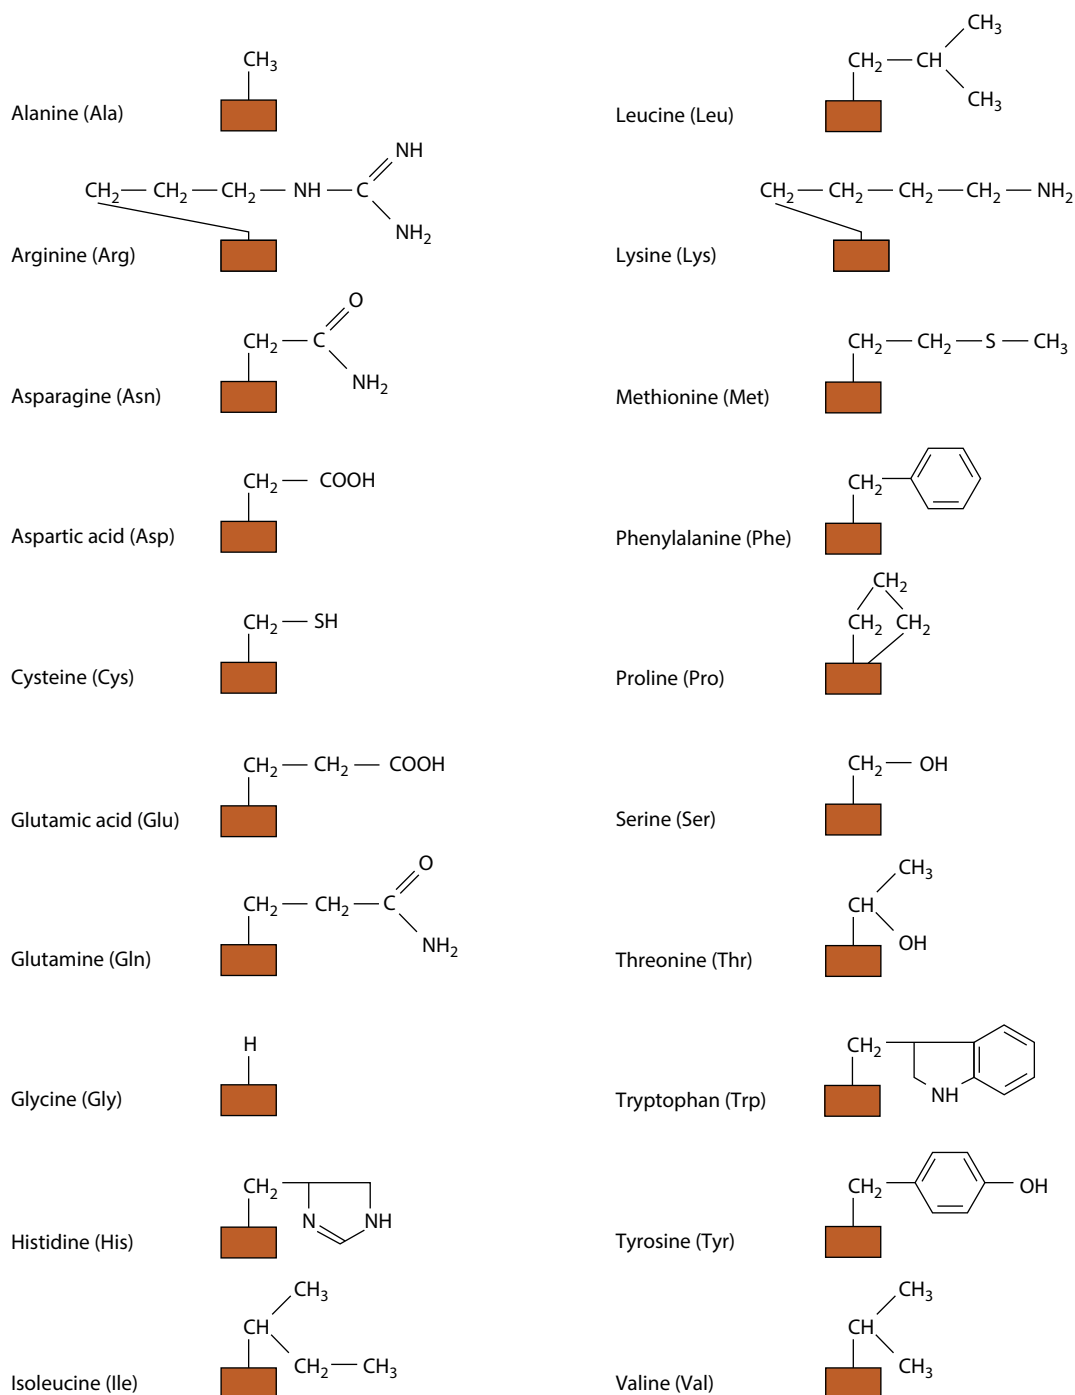 CH3
Alanine (Ala)
NH
CH2 CH2 CH2 NH C
NH2
Arginine (Arg)
O
CH2 C
NH2
Asparagine (Asn)
CH2 COOH
Aspartic acid (Asp)
CH2 SH
Cysteine (Cys)
CH2 CH2 COOH
Glutamic acid (Glu)
O
CH2 CH2 C
NH2
Glutamine (Gln)
H
Glycine (Gly)
CH2
N NH
Histidine (His)
CH3
CH
CH2 CH3
Isoleucine (Ile)
CH3
CH2 CH
CH3
Leucine (Leu)
CH2 CH2 CH2 CH2 NH2
Lysine (Lys)
CH2 CH2 S CH3
Methionine (Met)
CH2
Phenylalanine (Phe)
CH2
CH2 CH2
Proline (Pro)
CH2 OH
Serine (Ser)
CH3
CH
OH
Threonine (Thr)
CH2
NH
Tryptophan (Trp)
CH2 OH
Tyrosine (Tyr)
CH3
CH
CH3
Valine (Val)